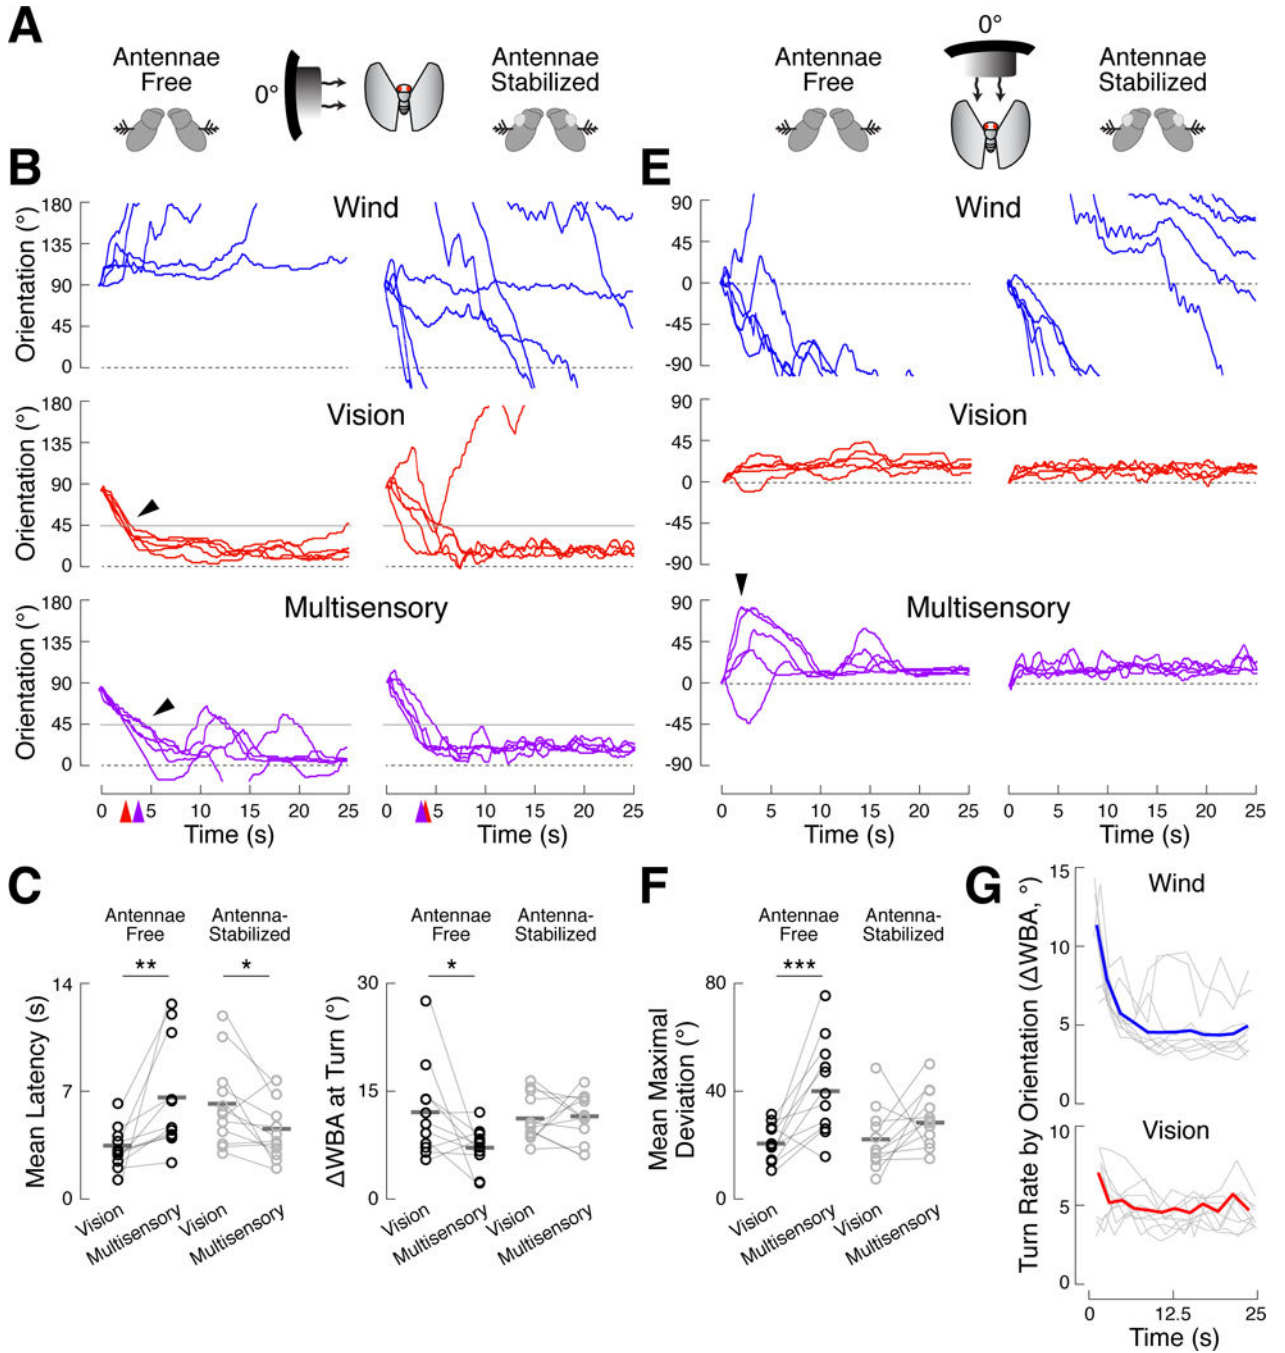 A
Antennae
Free
0°
Antennae
Stabilized
Antennae
Free
0°
Antennae
Stabilized
B
Wind
Orientation (°)
180
135
90
45
0
Vision
Orientation (°)
180
135
90
45
0
Multisensory
Orientation (°)
180
135
90
45
0
0 5 10 15 20 25
Time (s)
0 5 10 15 20 25
Time (s)
E
Wind
90
45
0
-45
-90
Vision
90
45
0
-45
-90
Multisensory
90
45
0
-45
-90
0 5 10 15 20 25
Time (s)
0 5 10 15 20 25
Time (s)
C
Antennae
Free
Antenna-
Stabilized
** *
Mean Latency (s)
14
7
0
Vision
Multisensory
Vision
Multisensory
Antennae
Free
Antenna-
Stabilized
*
ΔWBA at Turn (°)
30
15
0
Vision
Multisensory
Vision
Multisensory
F
Antennae
Free
Antenna-
Stabilized
***
Mean Maximal
Deviation (°)
80
40
0
Vision
Multisensory
Vision
Multisensory
G
Turn Rate by Orientation (ΔWBA, °)
Wind
15
10
5
0
Vision
10
5
0
0 12.5 25
Time (s)